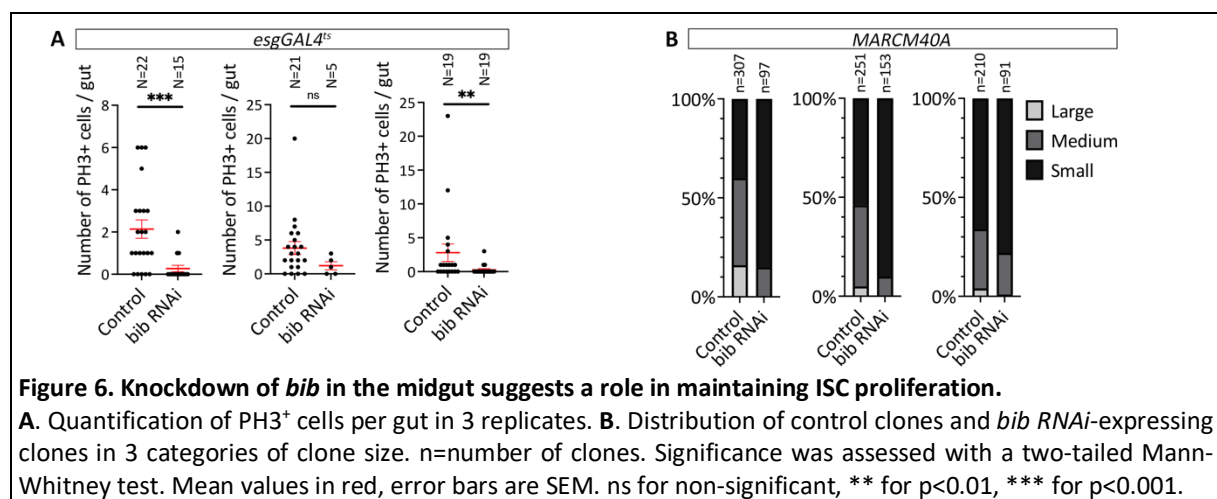 A
esgGAL4ts
B
MARCM40A
N=22
N=15
N=21
N=5
N=19
N=19
n=307
n=97
n=251
n=153
n=210
n=91
***
ns
**
Number of PH3+ cells / gut
8
6
4
2
0
Control
bib RNAi
Number of PH3+ cells / gut
25
20
15
10
5
0
Control
bib RNAi
Number of PH3+ cells / gut
25
20
15
10
5
0
Control
bib RNAi
100%
50%
0%
Control
bib RNAi
100%
50%
0%
Control
bib RNAi
100%
50%
0%
Control
bib RNAi
Large
Medium
Small
Figure 6. Knockdown of bib in the midgut suggests a role in maintaining ISC proliferation.
A. Quantification of PH3+ cells per gut in 3 replicates. B. Distribution of control clones and bib RNAi-expressing
clones in 3 categories of clone size. n=number of clones. Significance was assessed with a two-tailed Mann-
Whitney test. Mean values in red, error bars are SEM. ns for non-significant, ** for p<0.01, *** for p<0.001.